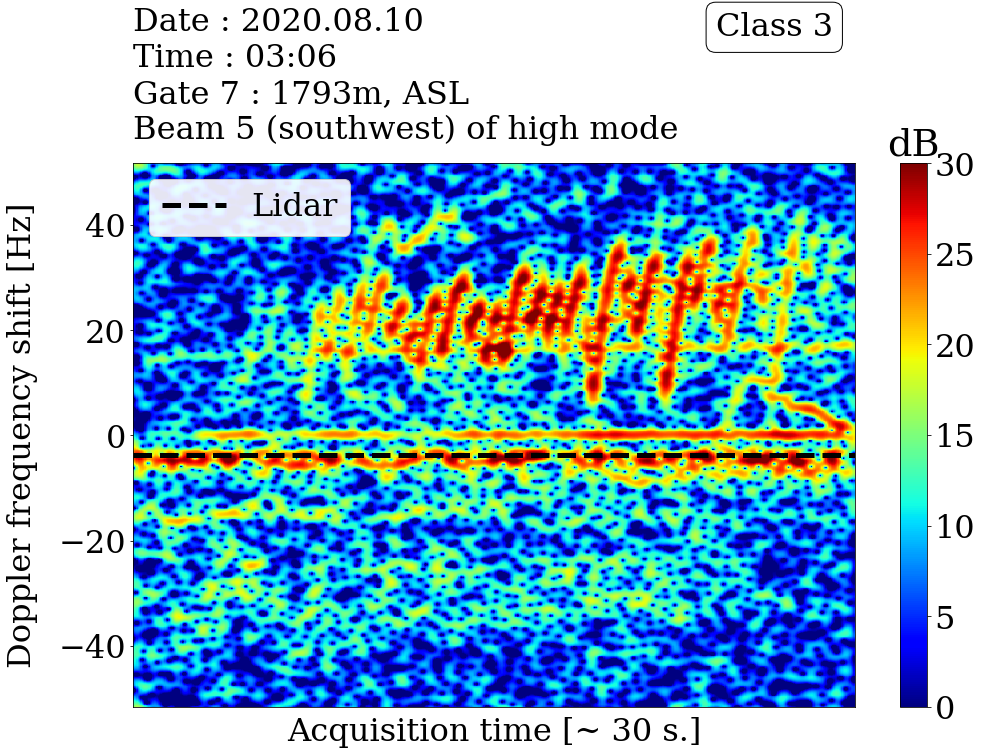 Date : 2020.08.10
Time : 03:06
Gate 7 : 1793m, ASL
Beam 5 (southwest) of high mode
Class 3
dB
Lidar
Doppler frequency shift [Hz]
40
20
0
−20
−40
30
25
20
15
10
5
0
Acquisition time [~ 30 s.]